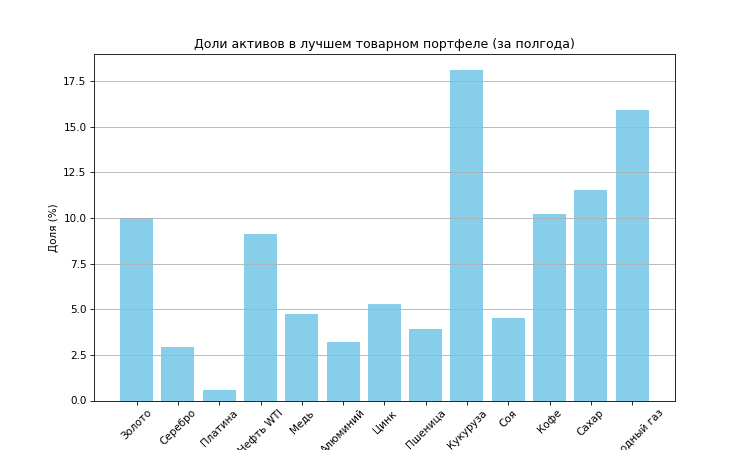 Доли активов в лучшем товарном портфеле (за полгода)
Доля (%)
17.5
15.0
12.5
10.0
7.5
5.0
2.5
0.0
Золото
Серебро
Платина
Нефть WTI
Медь
Алюминий
Цинк
Пшеница
Кукуруза
Соя
Кофе
Сахар
одный газ